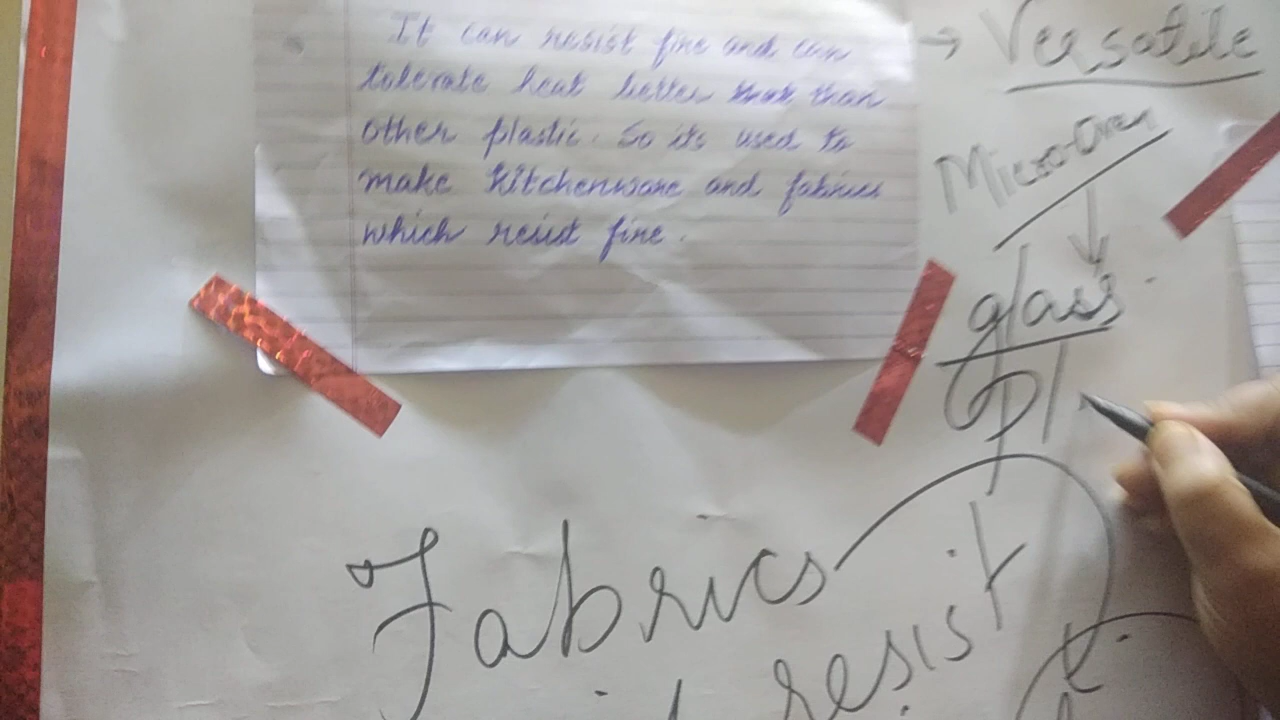 It can resist fire and can
tolerate heat better that than
other plastic. So its used to
make kitchenware and fabrics
which resist fire.
→ Versatile
Micro-Oven
glass
pl
Fabrics
resist